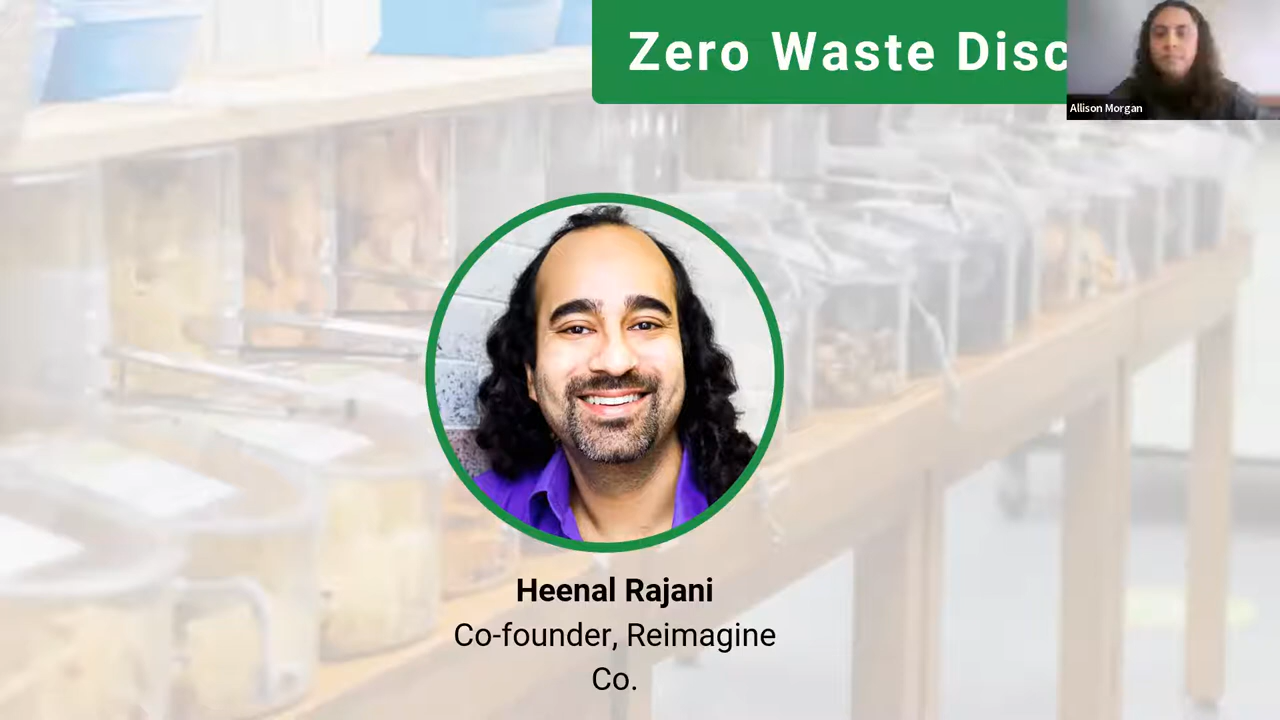 Zero Waste Disc
Allison Morgan
Heenal Rajani
Co-founder, Reimagine
Co.